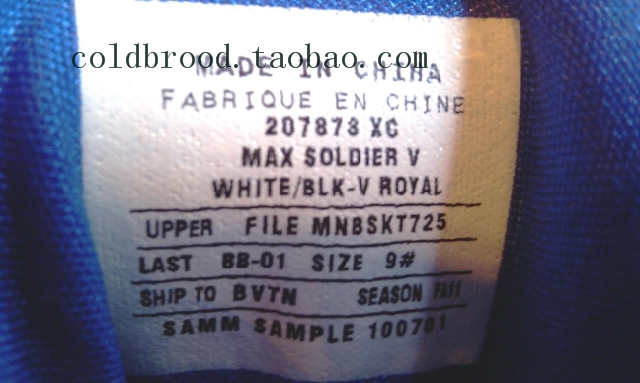 coldbrood.taobao.com
MADE IN CHINA
FABRIQUE EN CHINE
207873 XC
MAX SOLDIER V
WHITE/BLK-V ROYAL
UPPER FILE MNBSKT725
LAST BB-01 SIZE 9#
SHIP TO BVTN SEASON FA11
SAMM SAMPLE 100701